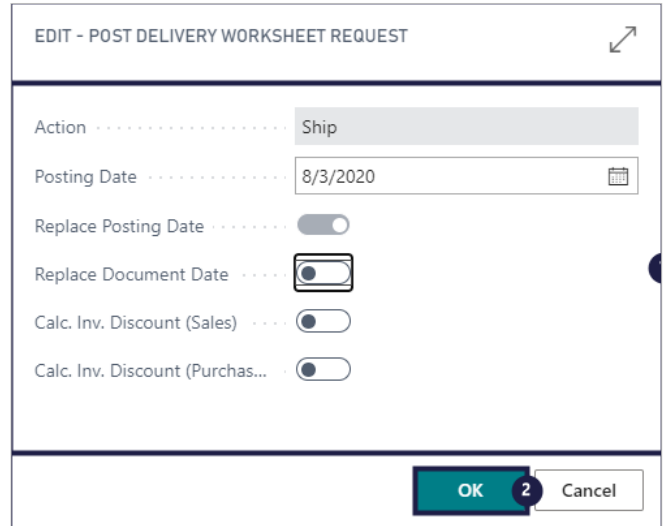 EDIT - POST DELIVERY WORKSHEET REQUEST
Action Ship
Posting Date 8/3/2020
Replace Posting Date
Replace Document Date
Calc. Inv. Discount (Sales)
Calc. Inv. Discount (Purchas...
OK 2 Cancel